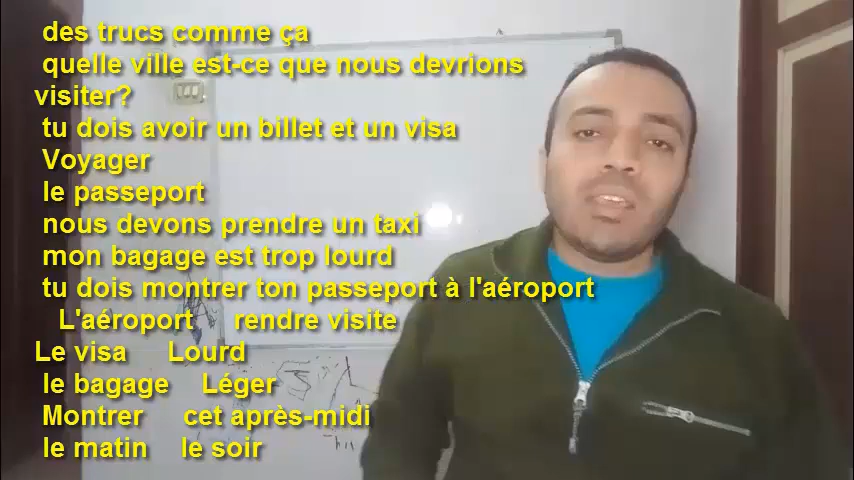 des trucs comme ça
quelle ville est-ce que nous devrions
visiter?
tu dois avoir un billet et un visa
Voyager
le passeport
nous devons prendre un taxi
mon bagage est trop lourd
tu dois montrer ton passeport à l'aéroport
L'aéroport rendre visite
Le visa Lourd
le bagage Léger
Montrer cet après-midi
le matin le soir